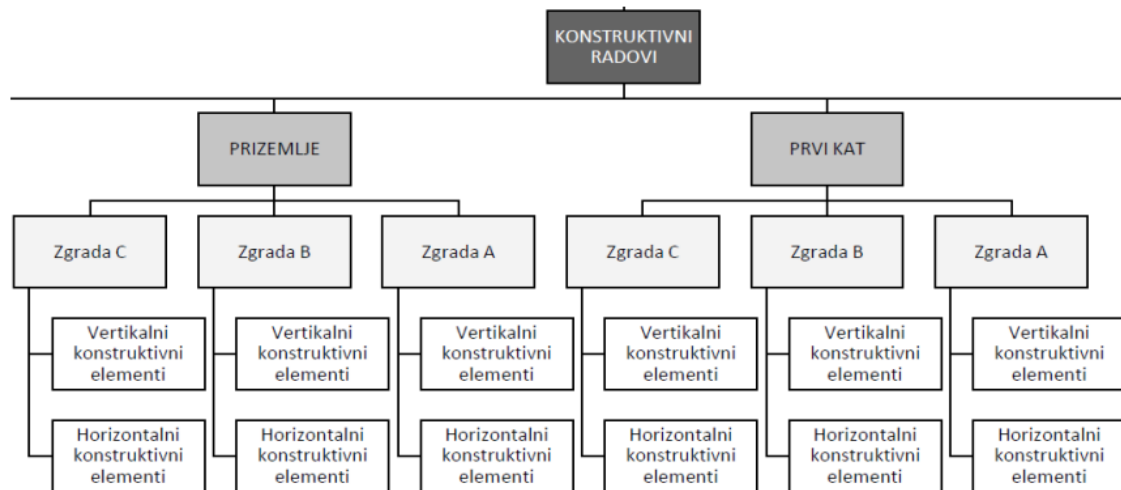 KONSTRUKTIVNI
RADOVI
PRIZEMLJE
PRVI KAT
Zgrada C
Zgrada B
Zgrada A
Zgrada C
Zgrada B
Zgrada A
Vertikalni
konstruktivni
elementi
Vertikalni
konstruktivni
elementi
Vertikalni
konstruktivni
elementi
Vertikalni
konstruktivni
elementi
Vertikalni
konstruktivni
elementi
Vertikalni
konstruktivni
elementi
Horizontalni
konstruktivni
elementi
Horizontalni
konstruktivni
elementi
Horizontalni
konstruktivni
elementi
Horizontalni
konstruktivni
elementi
Horizontalni
konstruktivni
elementi
Horizontalni
konstruktivni
elementi